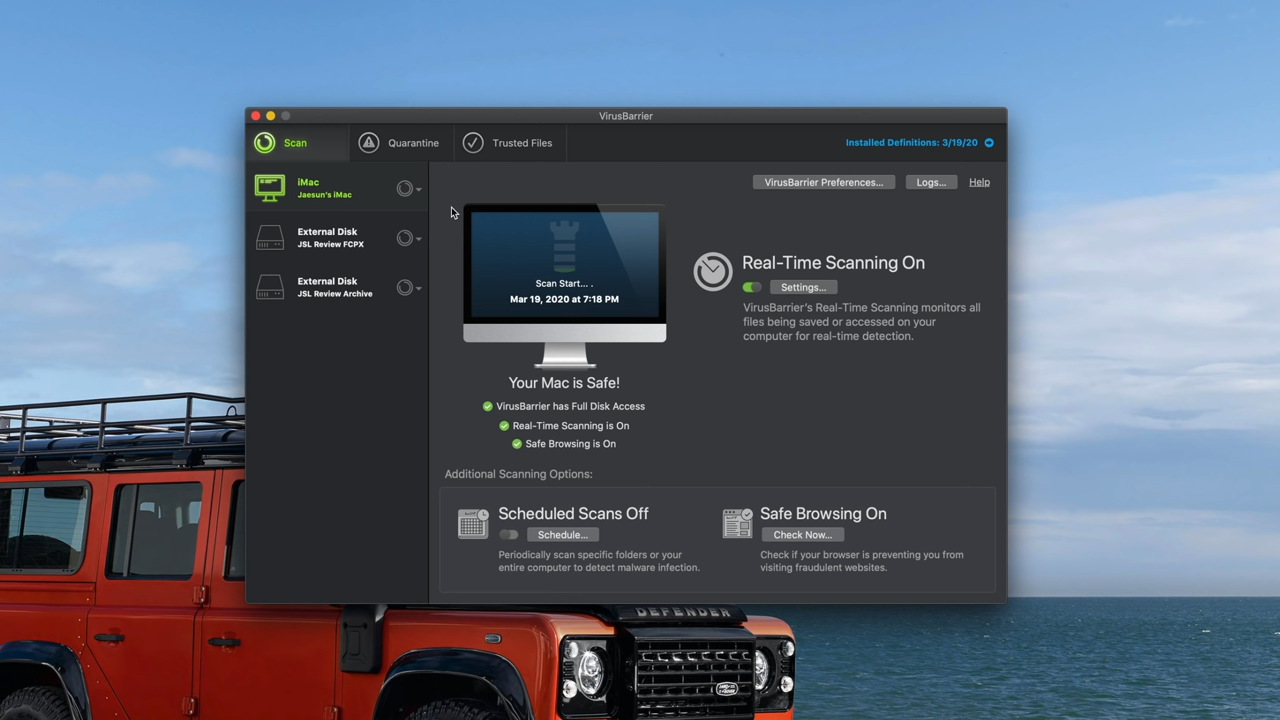 VirusBarrier
Scan
Quarantine
Trusted Files
Installed Definitions: 3/19/20
iMac
Jaesun's iMac
External Disk
JSL Review FCPX
External Disk
JSL Review Archive
VirusBarrier Preferences...
Logs...
Help
Scan Start... .
Mar 19, 2020 at 7:18 PM
Your Mac is Safe!
VirusBarrier has Full Disk Access
Real-Time Scanning is On
Safe Browsing is On
Real-Time Scanning On
Settings...
VirusBarrier's Real-Time Scanning monitors all
files being saved or accessed on your
computer for real-time detection.
Additional Scanning Options:
Scheduled Scans Off
Schedule...
Periodically scan specific folders or your
entire computer to detect malware infection.
Safe Browsing On
Check Now...
Check if your browser is preventing you from
visiting fraudulent websites.
DEFENDER